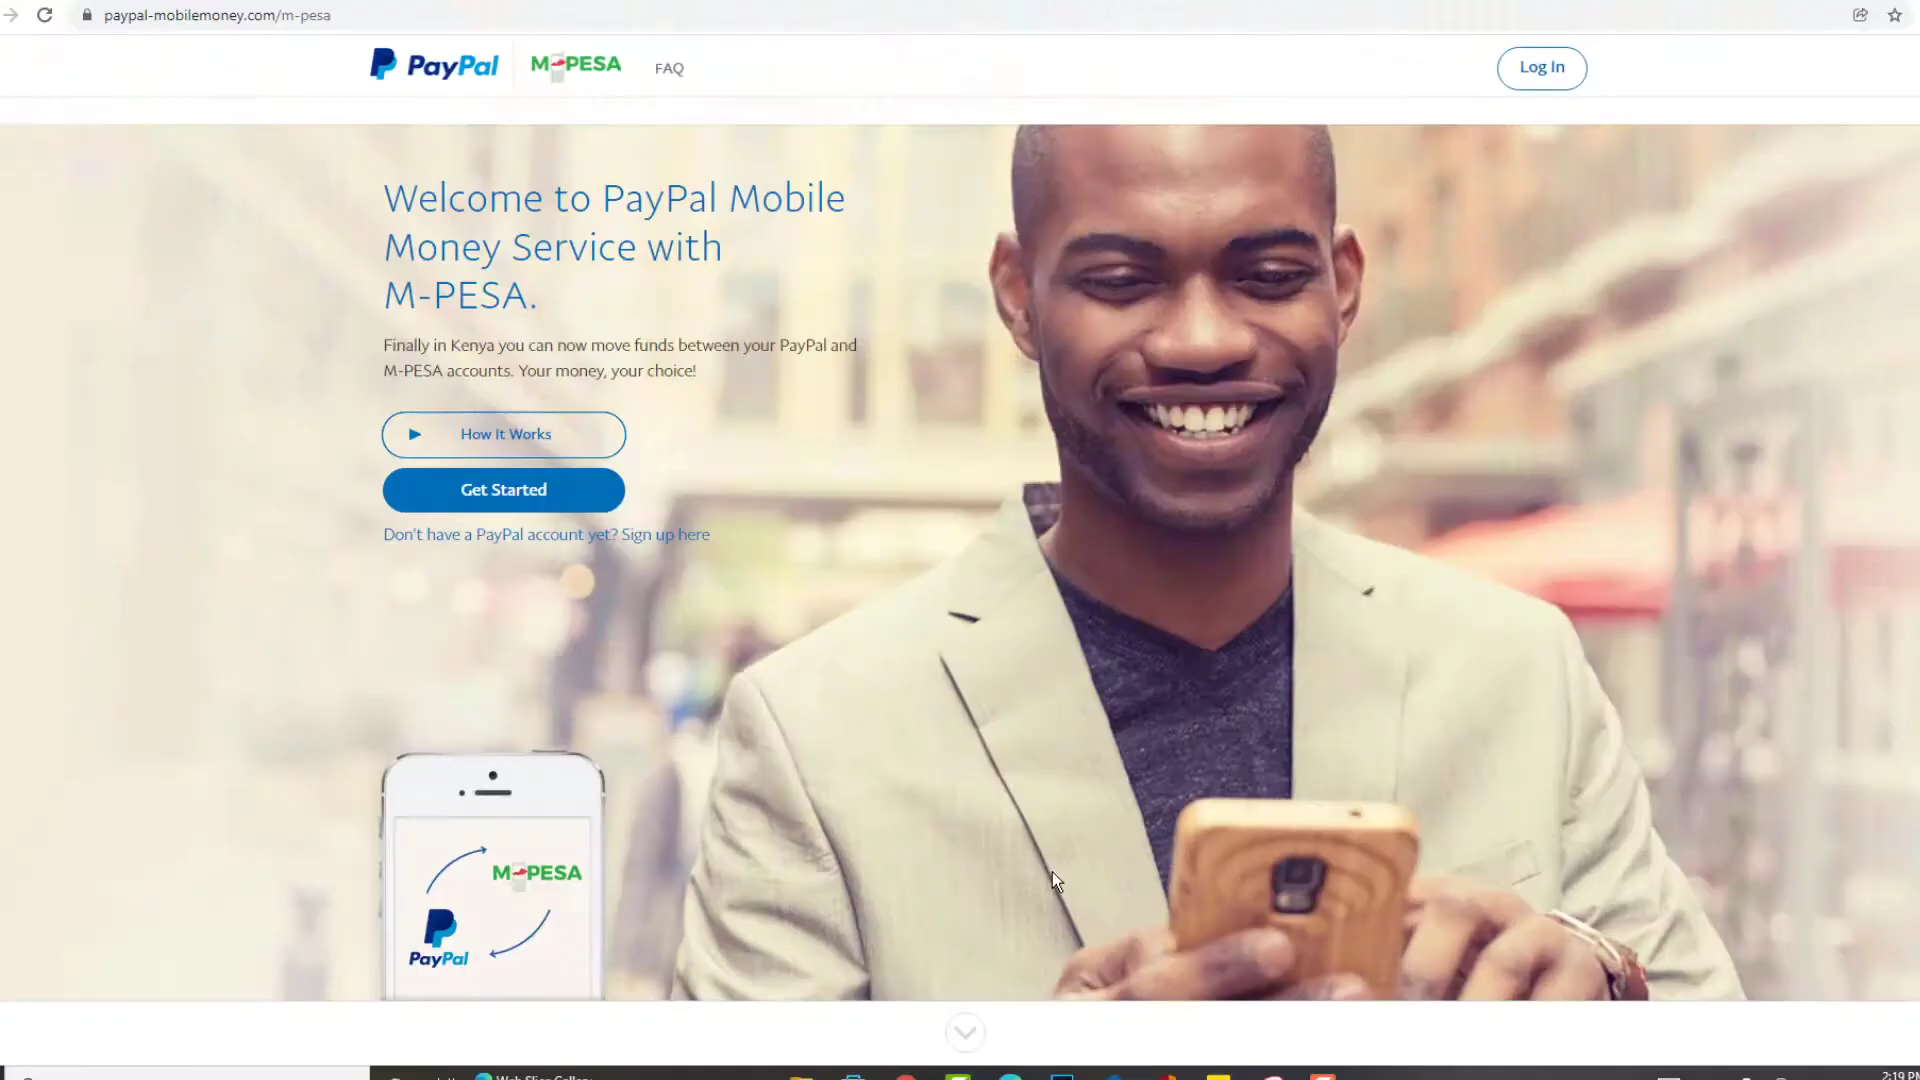 paypal-mobilemoney.com/m-pesa
PayPal
M-PESA
FAQ
Log In
Welcome to PayPal Mobile
Money Service with
M-PESA.
Finally in Kenya you can now move funds between your PayPal and
M-PESA accounts. Your money, your choice!
How it Works
Get Started
Don't have a PayPal account yet? Sign up here
M-PESA
PayPal
2:19 PM